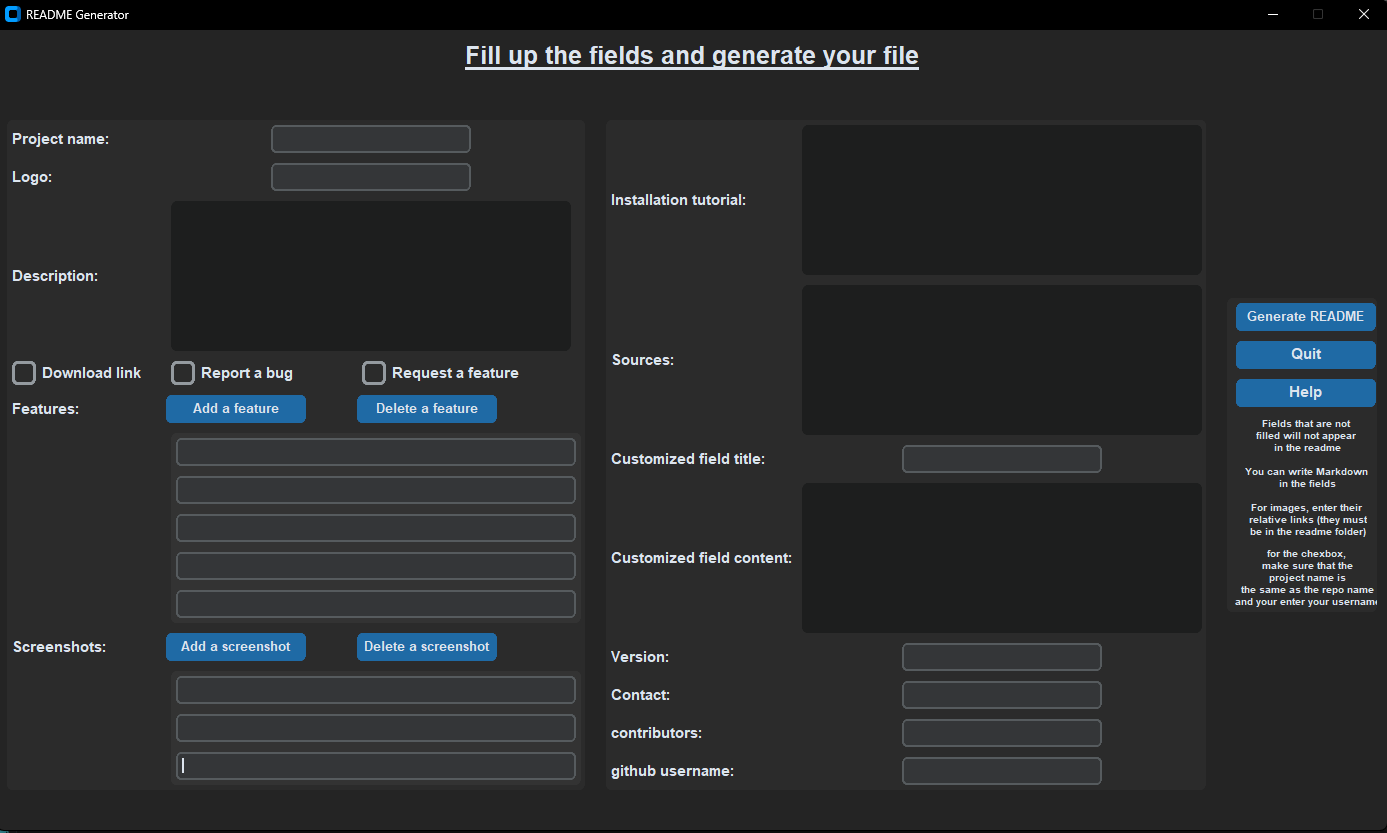 README Generator
Fill up the fields and generate your file
Project name:
Logo:
Description:
Download link
Report a bug
Request a feature
Features:
Add a feature
Delete a feature
Screenshots:
Add a screenshot
Delete a screenshot
Installation tutorial:
Sources:
Customized field title:
Customized field content:
Version:
Contact:
contributors:
github username:
Generate README
Quit
Help
Fields that are not
filled will not appear
in the readme
You can write Markdown
in the fields
For images, enter their
relative links (they must
be in the readme folder)
for the chexbox,
make sure that the
project name is
the same as the repo name
and your enter your username